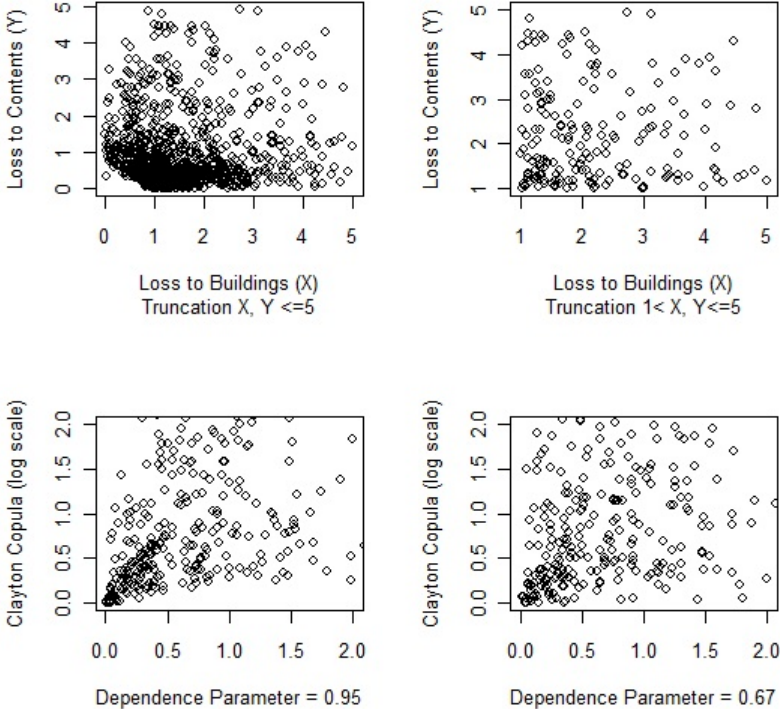 Loss to Contents (Y)
5
4
3
2
1
0
0 1 2 3 4 5
Loss to Buildings (X)
Truncation X, Y <=5
Loss to Contents (Y)
5
4
3
2
1
1 2 3 4 5
Loss to Buildings (X)
Truncation 1< X, Y<=5
Clayton Copula (log scale)
2.0
1.5
1.0
0.5
0.0
0.0 0.5 1.0 1.5 2.0
Dependence Parameter = 0.95
Clayton Copula (log scale)
2.0
1.5
1.0
0.5
0.0
0.0 0.5 1.0 1.5 2.0
Dependence Parameter = 0.67